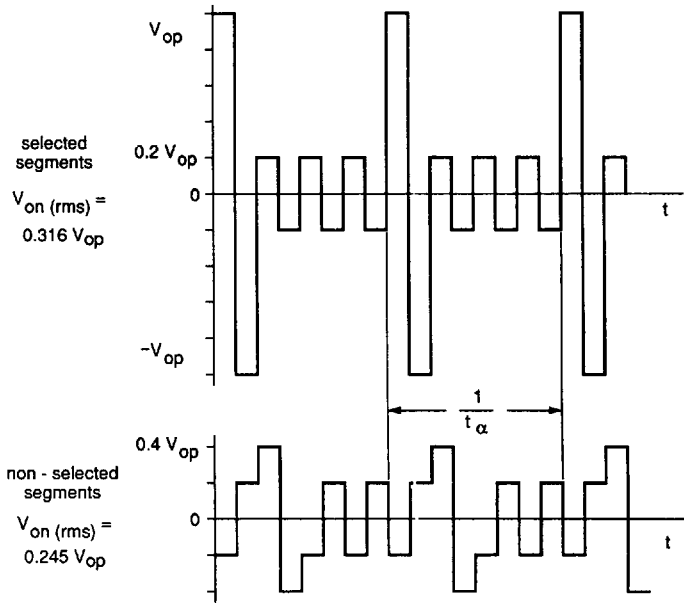 V_op
selected
segments
0.2 V_op
V_on (rms) =
0.316 V_op
0
t
-V_op
1
t_α
0.4 V_op
non - selected
segments
V_on (rms) =
0.245 V_op
0
t